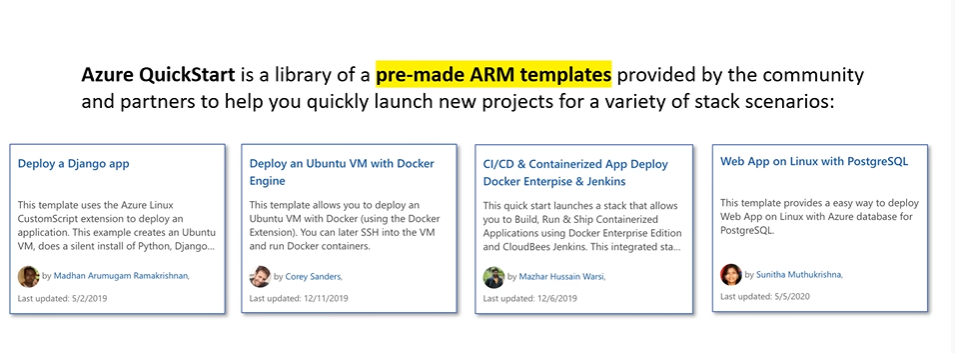 Azure QuickStart is a library of a pre-made ARM templates provided by the community
and partners to help you quickly launch new projects for a variety of stack scenarios:
Deploy a Django app
This template uses the Azure Linux
CustomScript extension to deploy an
application. This example creates an Ubuntu
VM, does a silent install of Python, Django...
by Madhan Arumugam Ramakrishnan,
Last updated: 5/2/2019
Deploy an Ubuntu VM with Docker
Engine
This template allows you to deploy an
Ubuntu VM with Docker (using the Docker
Extension). You can later SSH into the VM
and run Docker containers.
by Corey Sanders,
Last updated: 12/11/2019
CI/CD & Containerized App Deploy
Docker Enterpise & Jenkins
This quick start launches a stack that allows
you to Build, Run & Ship Containerized
Applications using Docker Enterprise Edition
and CloudBees Jenkins. This integrated sta...
by Mazhar Hussain Warsi,
Last updated: 12/6/2019
Web App on Linux with PostgreSQL
This template provides a easy way to deploy
Web App on Linux with Azure database for
PostgreSQL.
by Sunitha Muthukrishna,
Last updated: 5/5/2020